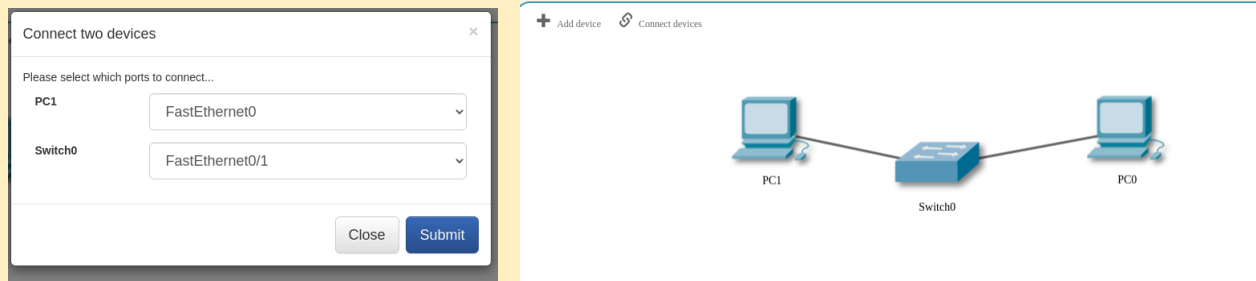 Connect two devices ×
Please select which ports to connect...
PC1 FastEthernet0
Switch0 FastEthernet0/1
Close Submit
Add device Connect devices
PC1
PC0
Switch0